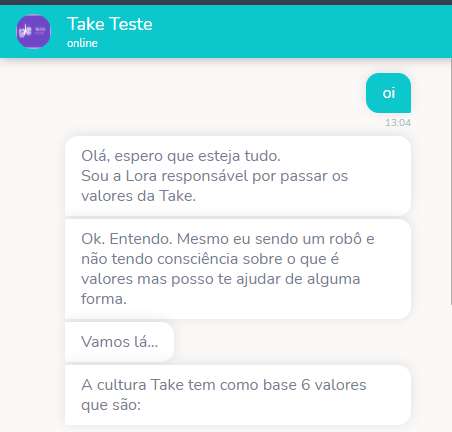 Take Teste
online
oi
13:04
Olá, espero que esteja tudo.
Sou a Lora responsável por passar os
valores da Take.
Ok. Entendo. Mesmo eu sendo um robô e
não tendo consciência sobre o que é
valores mas posso te ajudar de alguma
forma.
Vamos lá...
A cultura Take tem como base 6 valores
que são: